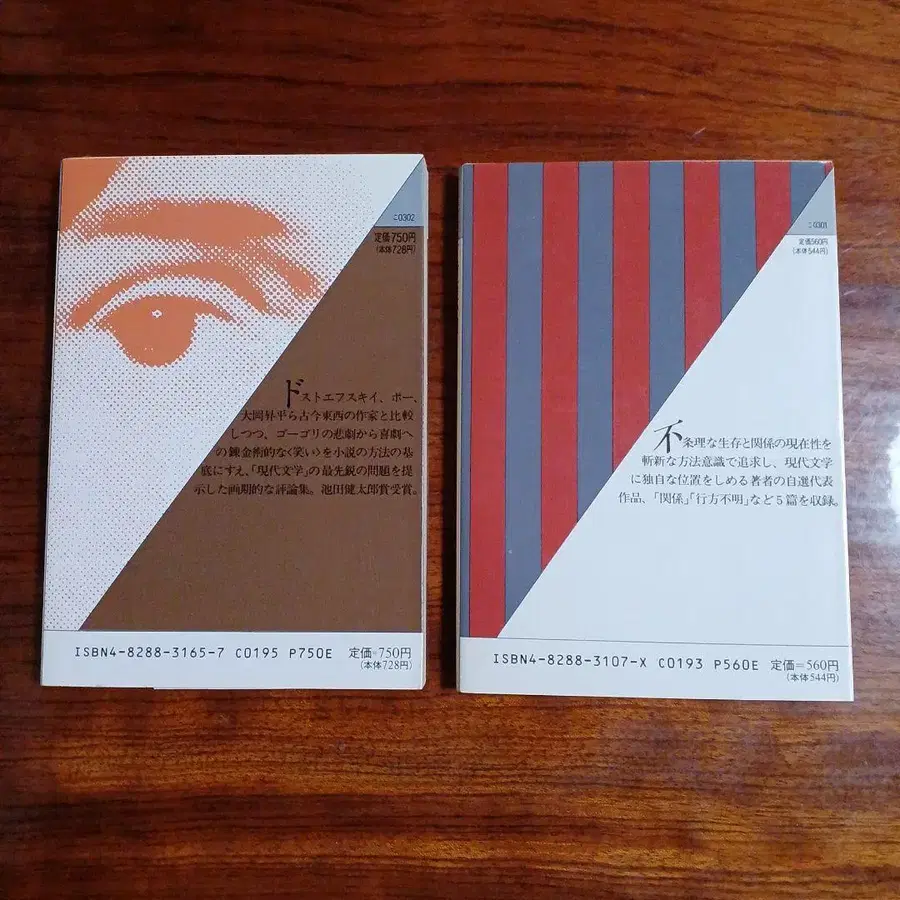 こ0302
定価750円
(本体728円)
ドストエフスキイ、ポー、
大岡昇平ら古今東西の作家と比較
しつつ、ゴーゴリの悲劇から喜劇へ
の錬金術的な〈笑い〉を小説の方法の基
底にすえ、「現代文学」の最先鋭の問題を提
示した画期的な評論集。池田健太郎賞受賞。
ISBN4-8288-3165-7 C0195 P750E 定価=750円
(本体728円)
こ0301
定価560円
(本体544円)
不条理な生存と関係の現在性を
斬新な方法意識で追求し、現代文学
に独自な位置をしめる著者の自選代表
作品、「関係」「行方不明」など5篇を収録。
ISBN4-8288-3107-X C0193 P560E 定価=560円
(本体544円)